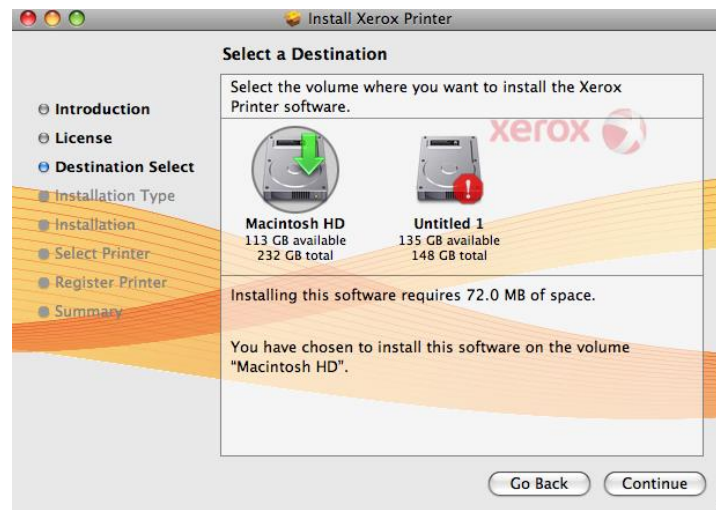 Install Xerox Printer
Select a Destination
Introduction
License
Destination Select
Installation Type
Installation
Select Printer
Register Printer
Summary
Select the volume where you want to install the Xerox
Printer software.
xerox
Macintosh HD
113 GB available
232 GB total
Untitled 1
135 GB available
148 GB total
Installing this software requires 72.0 MB of space.
You have chosen to install this software on the volume
“Macintosh HD”.
Go Back
Continue